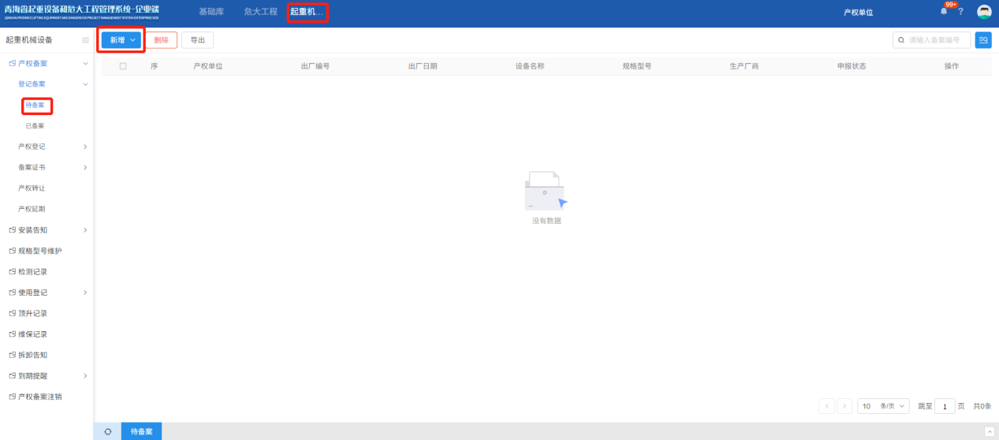 青海省起重设备和危大工程管理系统-企业端
QINGHAI PROVINCE LIFTING EQUIPMENT AND DANGEROUS PROJECT MANAGEMENT SYSTEM ENTERPRISE SIDE
基础库 危大工程 起重机... 产权单位 99+ ?
起重机械设备
新增 删除 导出 请输入备案编号
序 产权单位 出厂编号 出厂日期 设备名称 规格型号 生产厂商 申报状态 操作
产权备案
登记备案
待备案
已备案
产权登记
备案证书
产权转让
产权延期
安装告知
规格型号维护
检测记录
使用登记
顶升记录
维保记录
拆卸告知
到期提醒
产权备案注销
没有数据
10 条/页 跳至 1 页 共0条
待备案